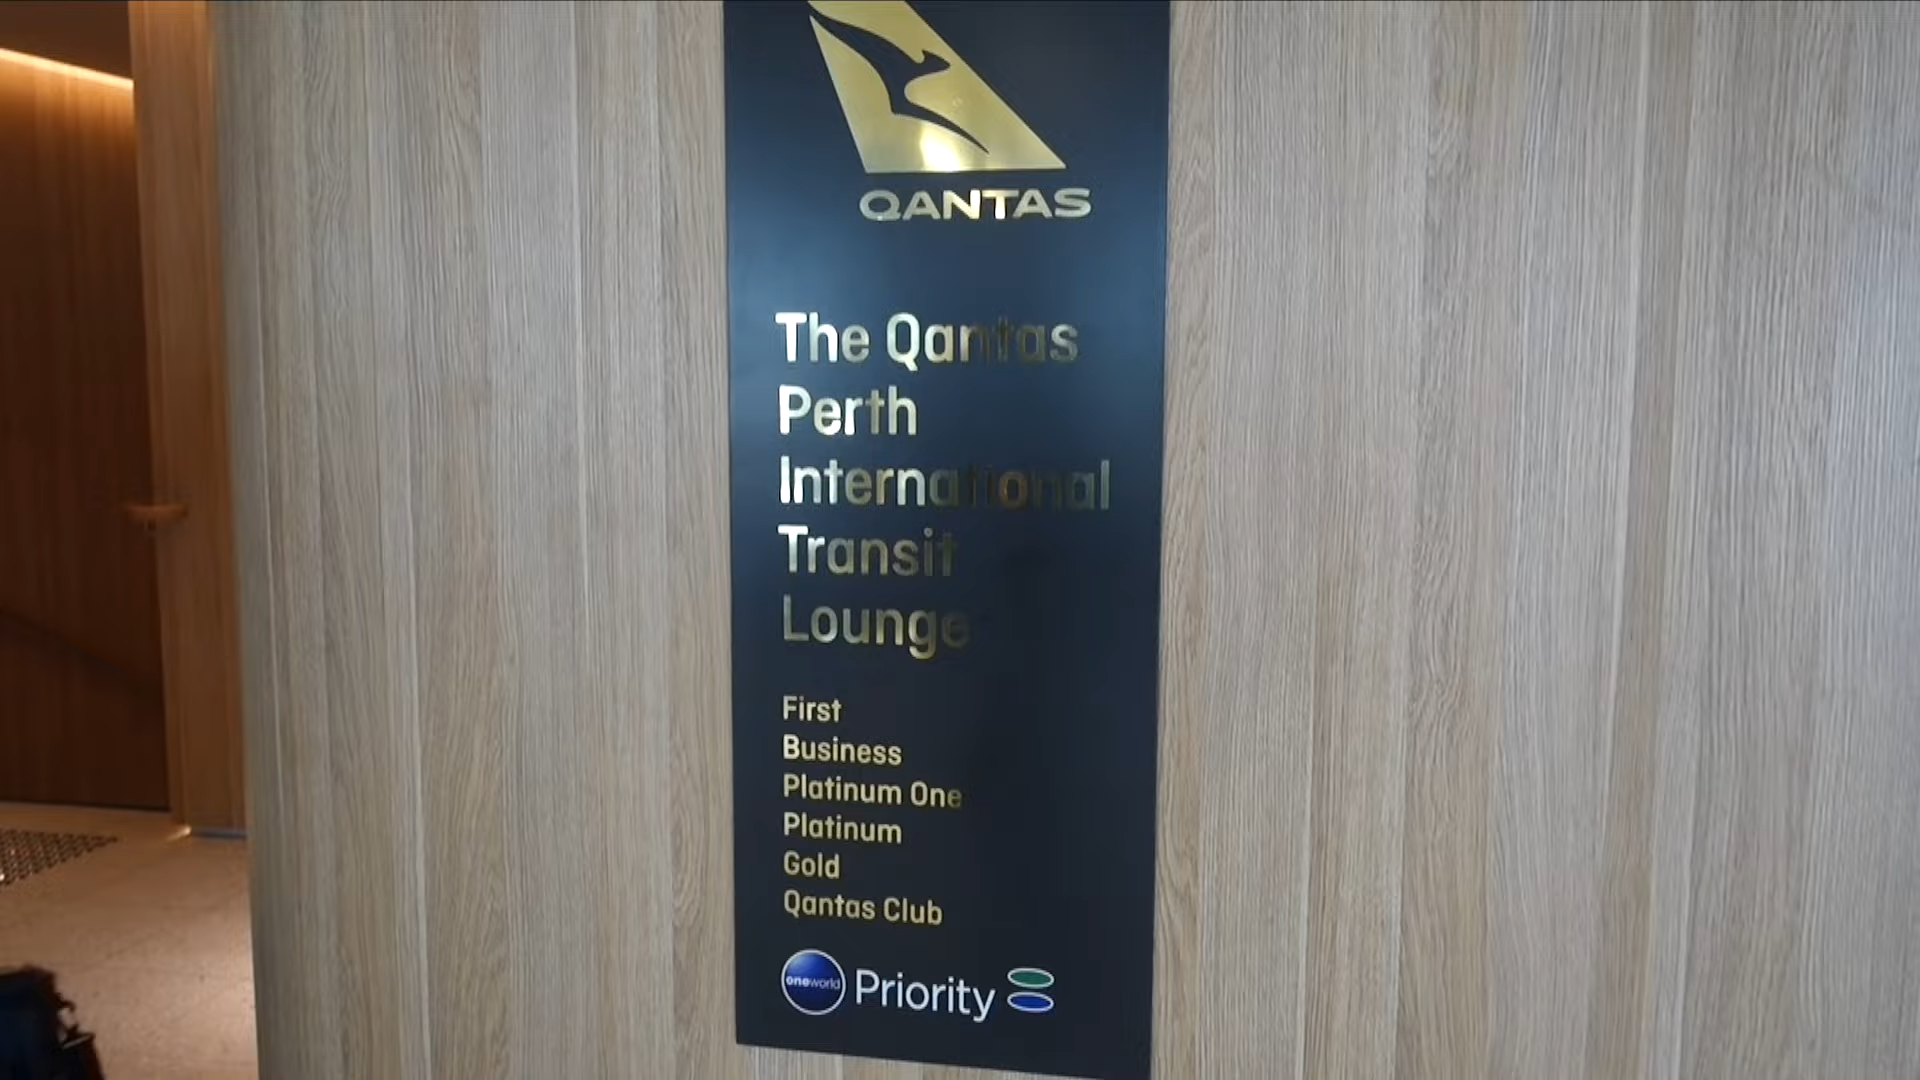 QANTAS
The Qantas
Perth
International
Transit
Lounge
First
Business
Platinum One
Platinum
Gold
Qantas Club
oneworld Priority